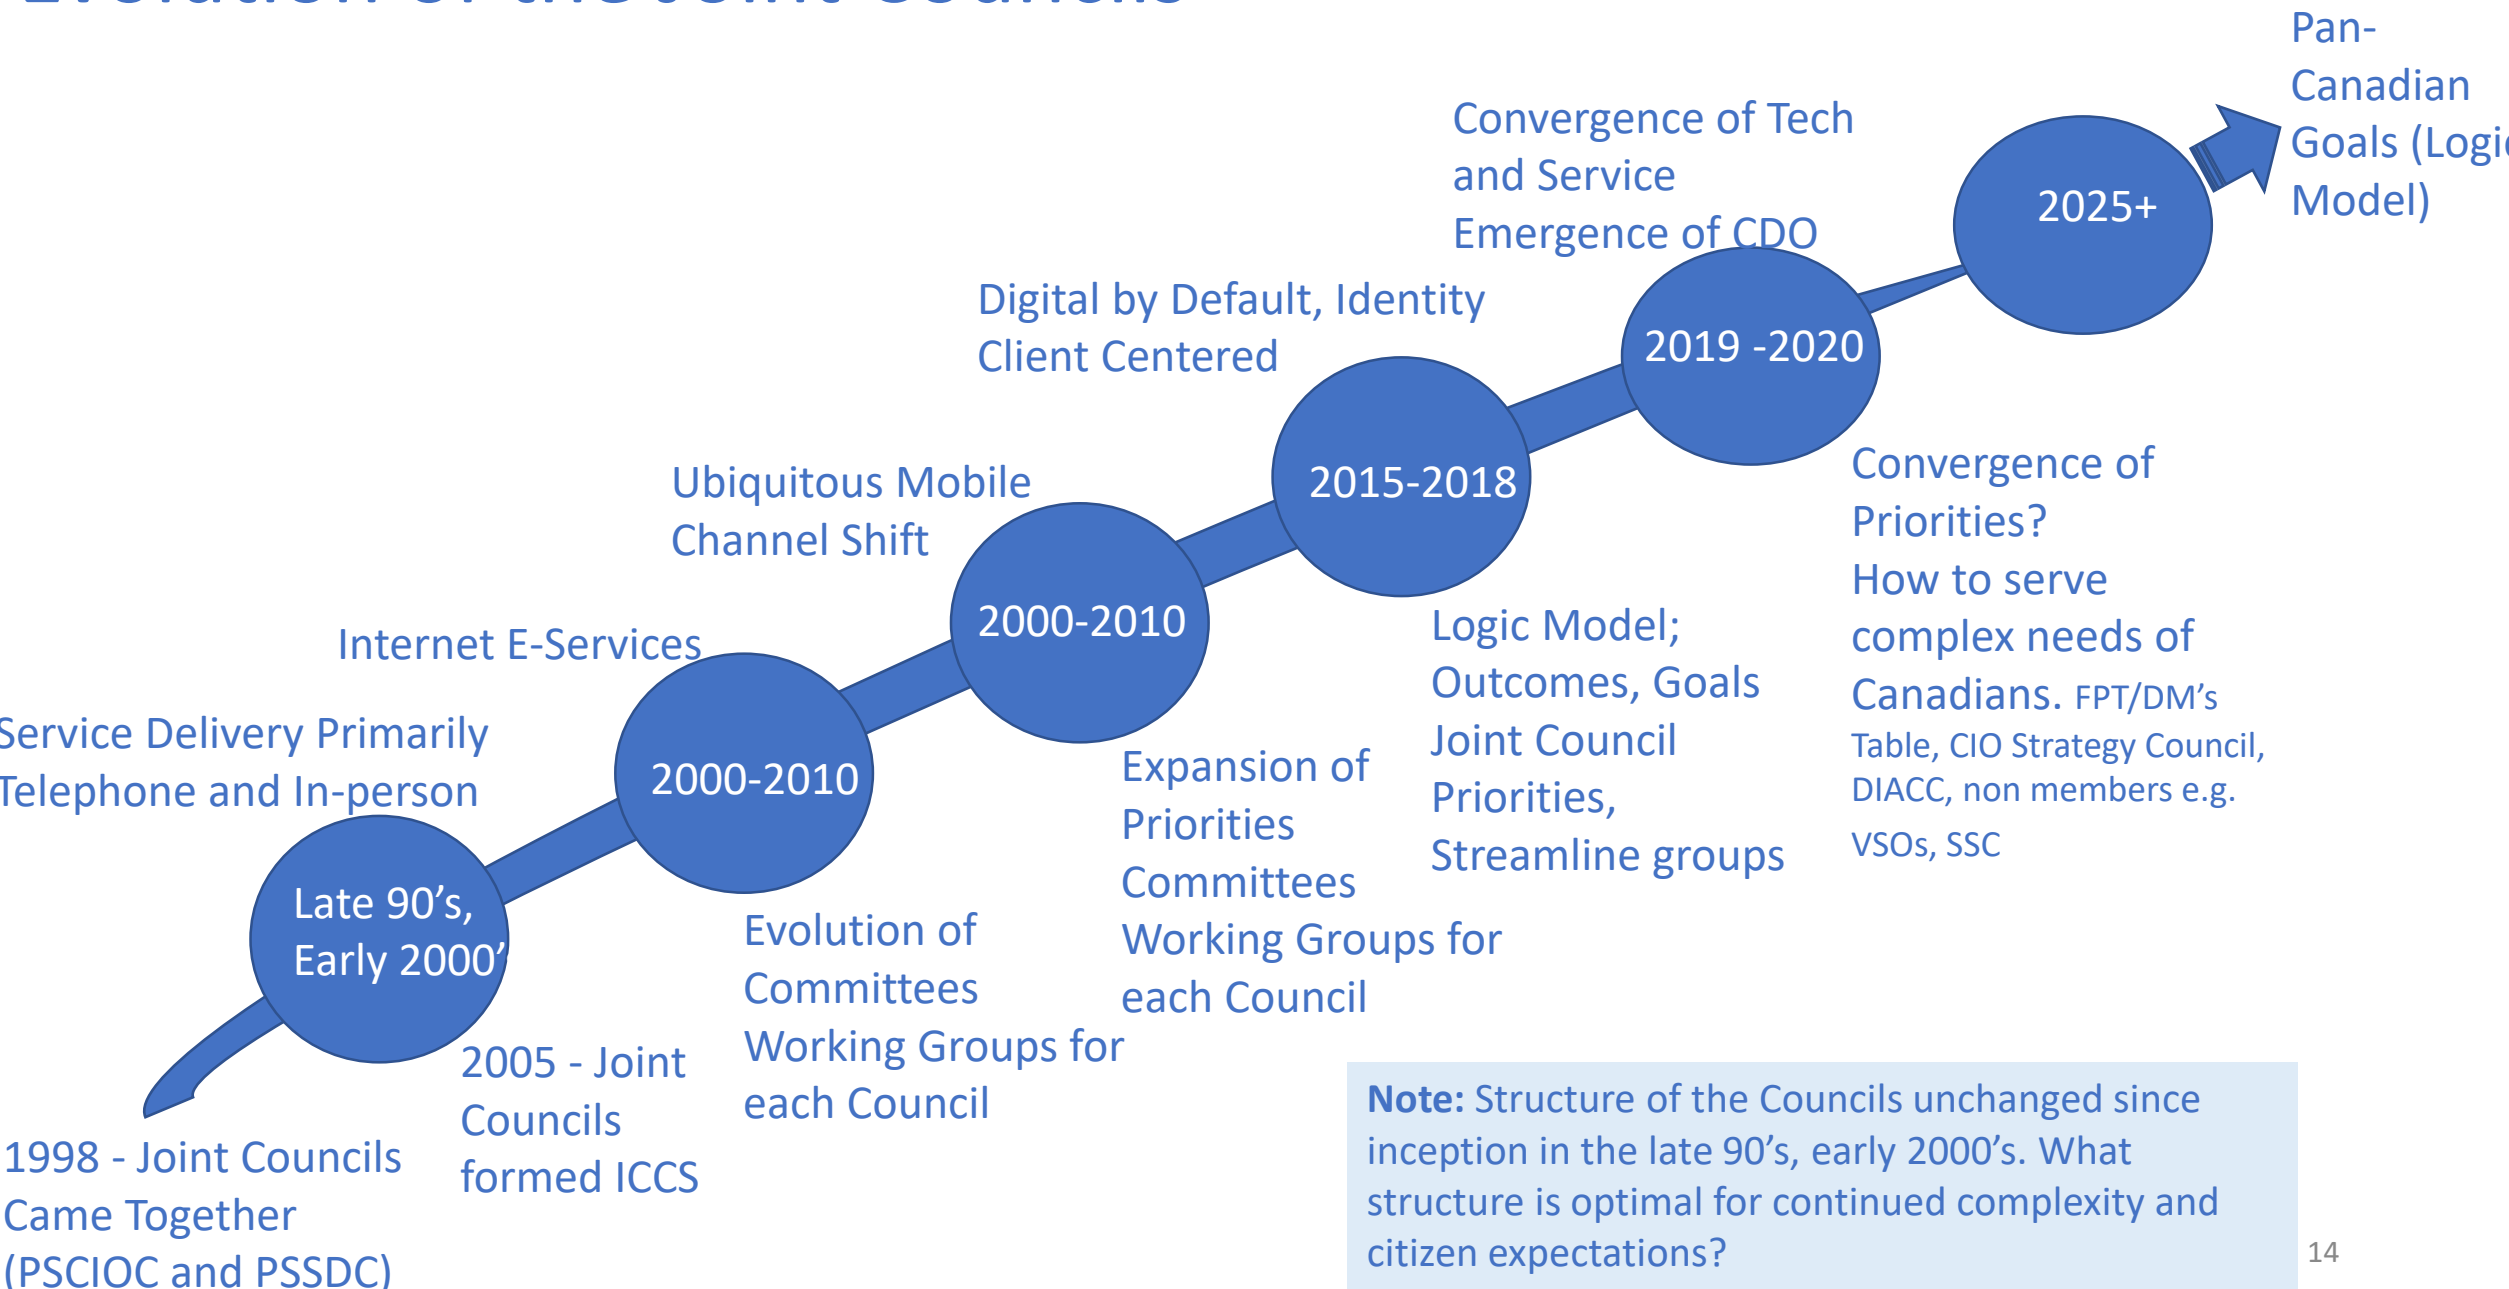 Evolution of the Joint Councils
Pan-
Canadian
Goals (Logic
Model)
Convergence of Tech
and Service
Emergence of CDO
2025+
Digital by Default, Identity
Client Centered
2019 -2020
Ubiquitous Mobile
Channel Shift
2015-2018
Convergence of
Priorities?
How to serve
complex needs of
Canadians. FPT/DM’s
Table, CIO Strategy Council,
DIACC, non members e.g.
VSOs, SSC
Internet E-Services
2000-2010
Logic Model;
Outcomes, Goals
Joint Council
Priorities,
Streamline groups
Service Delivery Primarily
Telephone and In-person
2000-2010
Expansion of
Priorities
Committees
Working Groups for
each Council
Late 90’s,
Early 2000’
Evolution of
Committees
Working Groups for
each Council
2005 - Joint
Councils
formed ICCS
1998 - Joint Councils
Came Together
(PSCIOC and PSSDC)
Note: Structure of the Councils unchanged since
inception in the late 90’s, early 2000’s. What
structure is optimal for continued complexity and
citizen expectations?
14